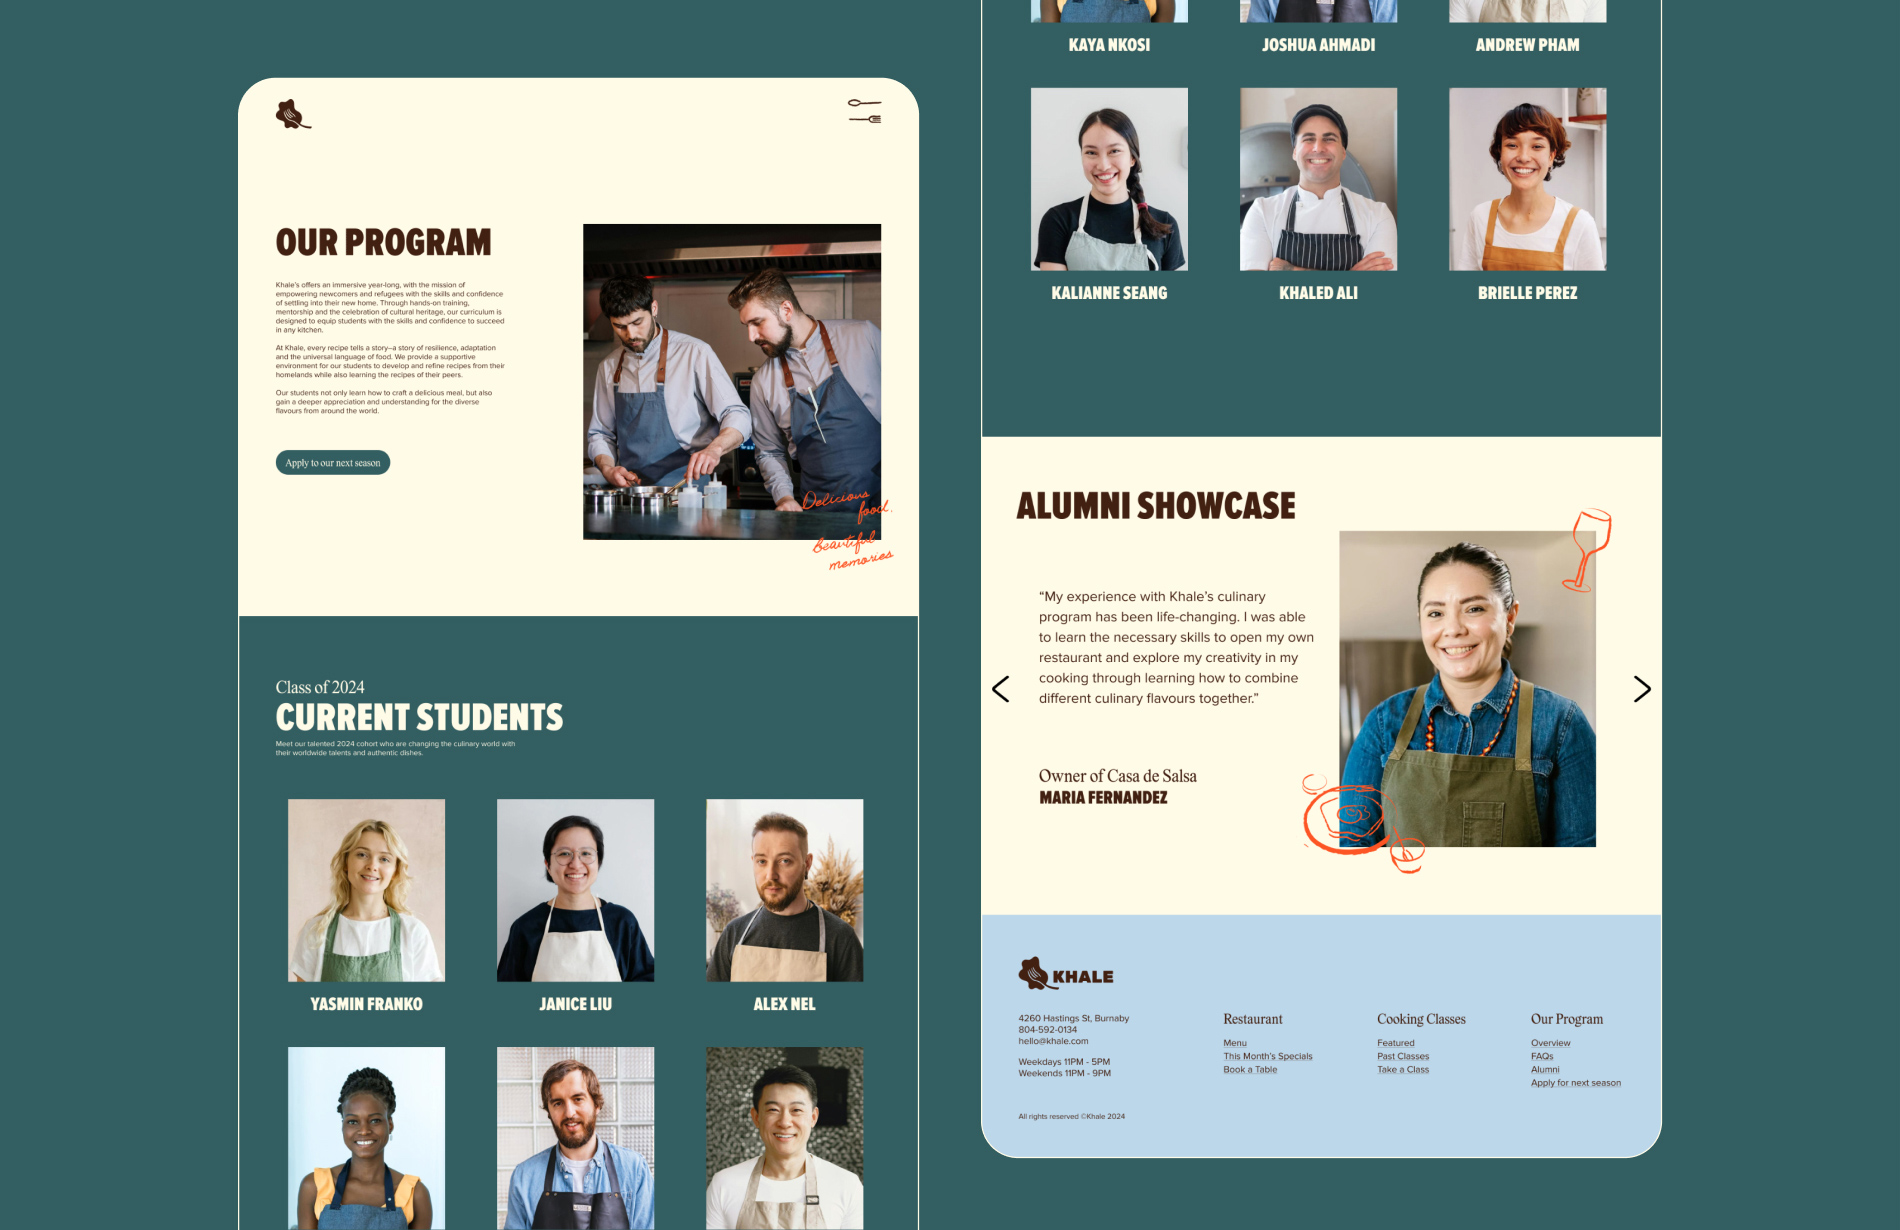 OUR PROGRAM
Khale's offers an immersive year-long, with the mission of
empowering newcomers and refugees with the skills and confidence
of settling into their new home. Through hands-on training,
mentorship and the celebration of cultural heritage, our curriculum is
designed to equip students with the skills and confidence to succeed
in any kitchen.
At Khale, every recipe tells a story–a story of resilience, adaptation
and the universal language of food. We provide a supportive
environment for our students to develop and refine recipes from their
homelands while also learning the recipes of their peers.
Our students not only learn how to craft a delicious meal, but also
gain a deeper appreciation and understanding for the diverse
flavours from around the world.
Apply to our next season
Delicious
food.
Beautiful
memories
Class of 2024
CURRENT STUDENTS
Meet our talented 2024 cohort who are changing the culinary world with
their worldwide talents and authentic dishes.
YASMIN FRANKO
JANICE LIU
ALEX NEL
KAYA NKOSI
JOSHUA AHMADI
ANDREW PHAM
KALIANNE SEANG
KHALED ALI
BRIELLE PEREZ
ALUMNI SHOWCASE
“My experience with Khale’s culinary
program has been life-changing. I was able
to learn the necessary skills to open my own
restaurant and explore my creativity in my
cooking through learning how to combine
different culinary flavours together.”
Owner of Casa de Salsa
MARIA FERNANDEZ
KHALE
4260 Hastings St, Burnaby
804-592-0134
hello@khale.com
Weekdays 11PM - 5PM
Weekends 11PM - 9PM
All rights reserved ©Khale 2024
Restaurant
Menu
This Month's Specials
Book a Table
Cooking Classes
Featured
Past Classes
Take a Class
Our Program
Overview
FAQs
Alumni
Apply for next season